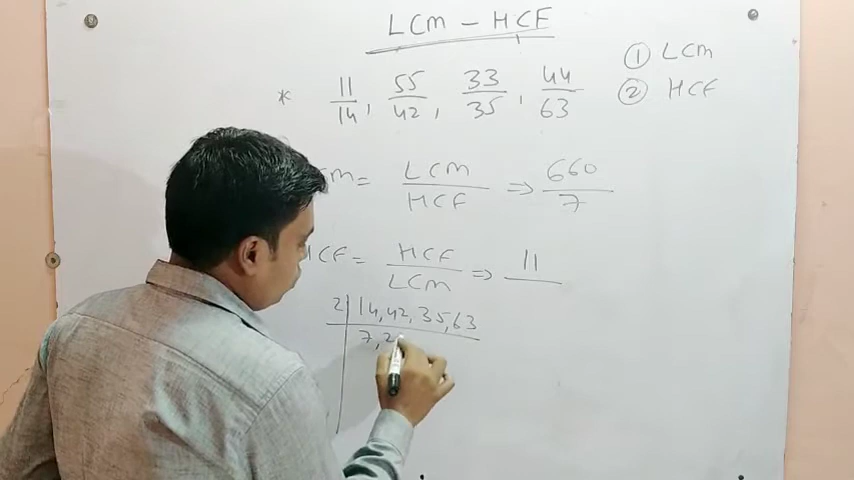 LCM - HCF
① LCM
② HCF
* 11/14, 55/42, 33/35, 44/63
M = LCM/HCF ⇒ 660/7
HCF = HCF/LCM ⇒ 11/
2 | 14, 42, 35, 63
7, 2